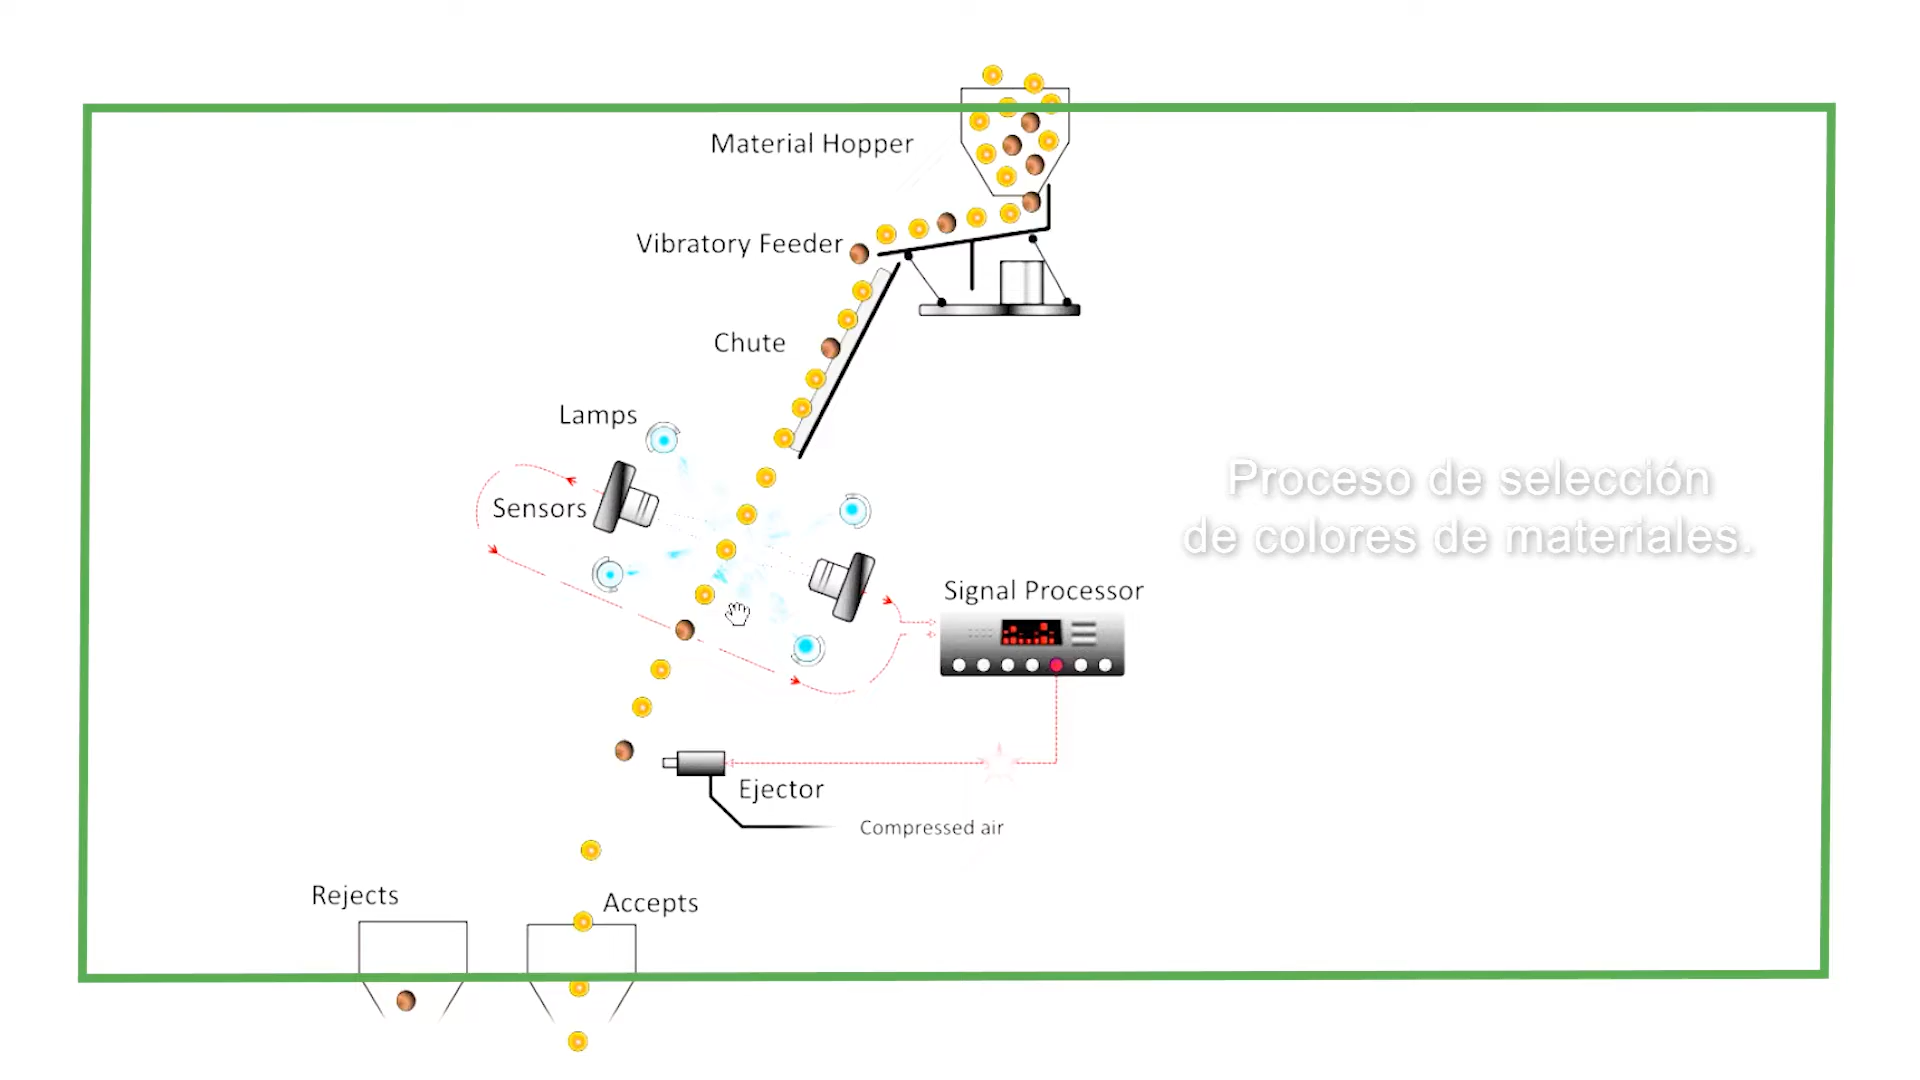 Material Hopper
Vibratory Feeder
Chute
Lamps
Sensors
Proceso de selección
de colores de materiales.
Signal Processor
Ejector
Compressed air
Rejects
Accepts